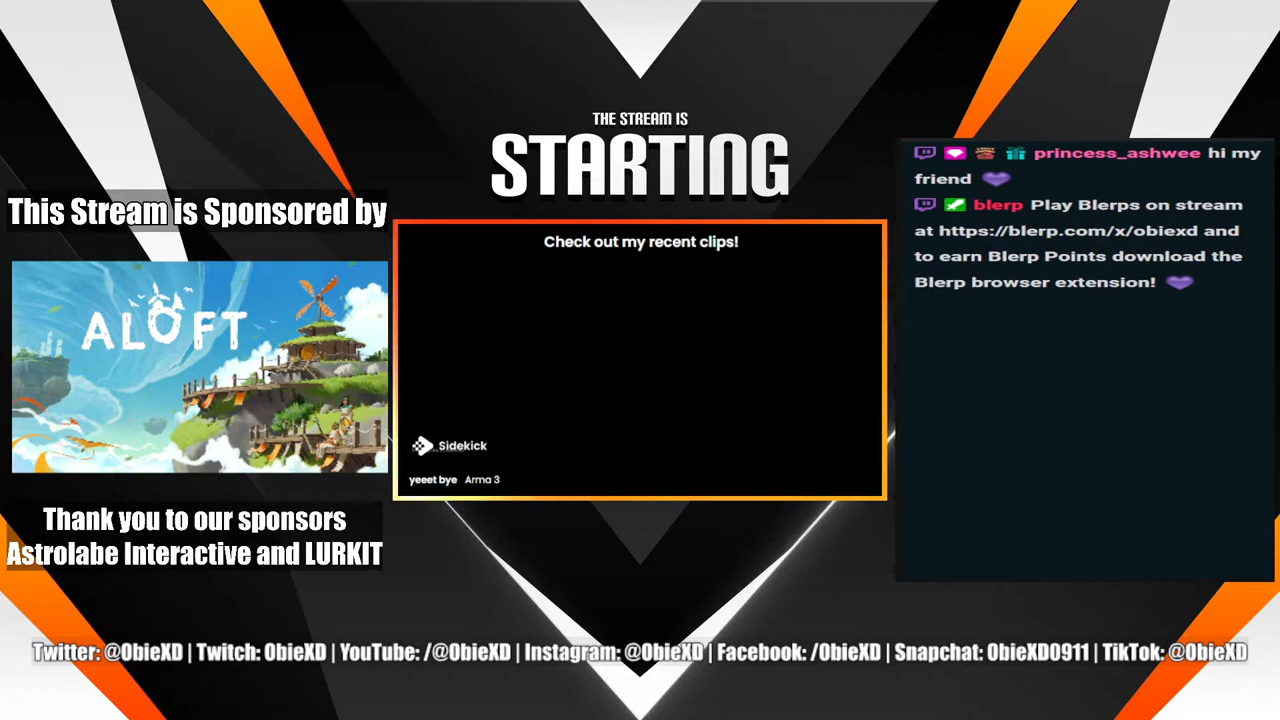 THE STREAM IS
STARTING
This Stream is Sponsored by
ALOFT
Thank you to our sponsors
Astrolabe Interactive and LURKIT
Check out my recent clips!
Sidekick
yeeet bye Arma 3
princess_ashwee hi my
friend
blerp Play Blerps on stream
at https://blerp.com/x/obiexd and
to earn Blerp Points download the
Blerp browser extension!
Twitter: @ObieXD | Twitch: ObieXD | YouTube: /@ObieXD | Instagram: @ObieXD | Facebook: /ObieXD | Snapchat: ObieXD0911 | TikTok: @ObieXD